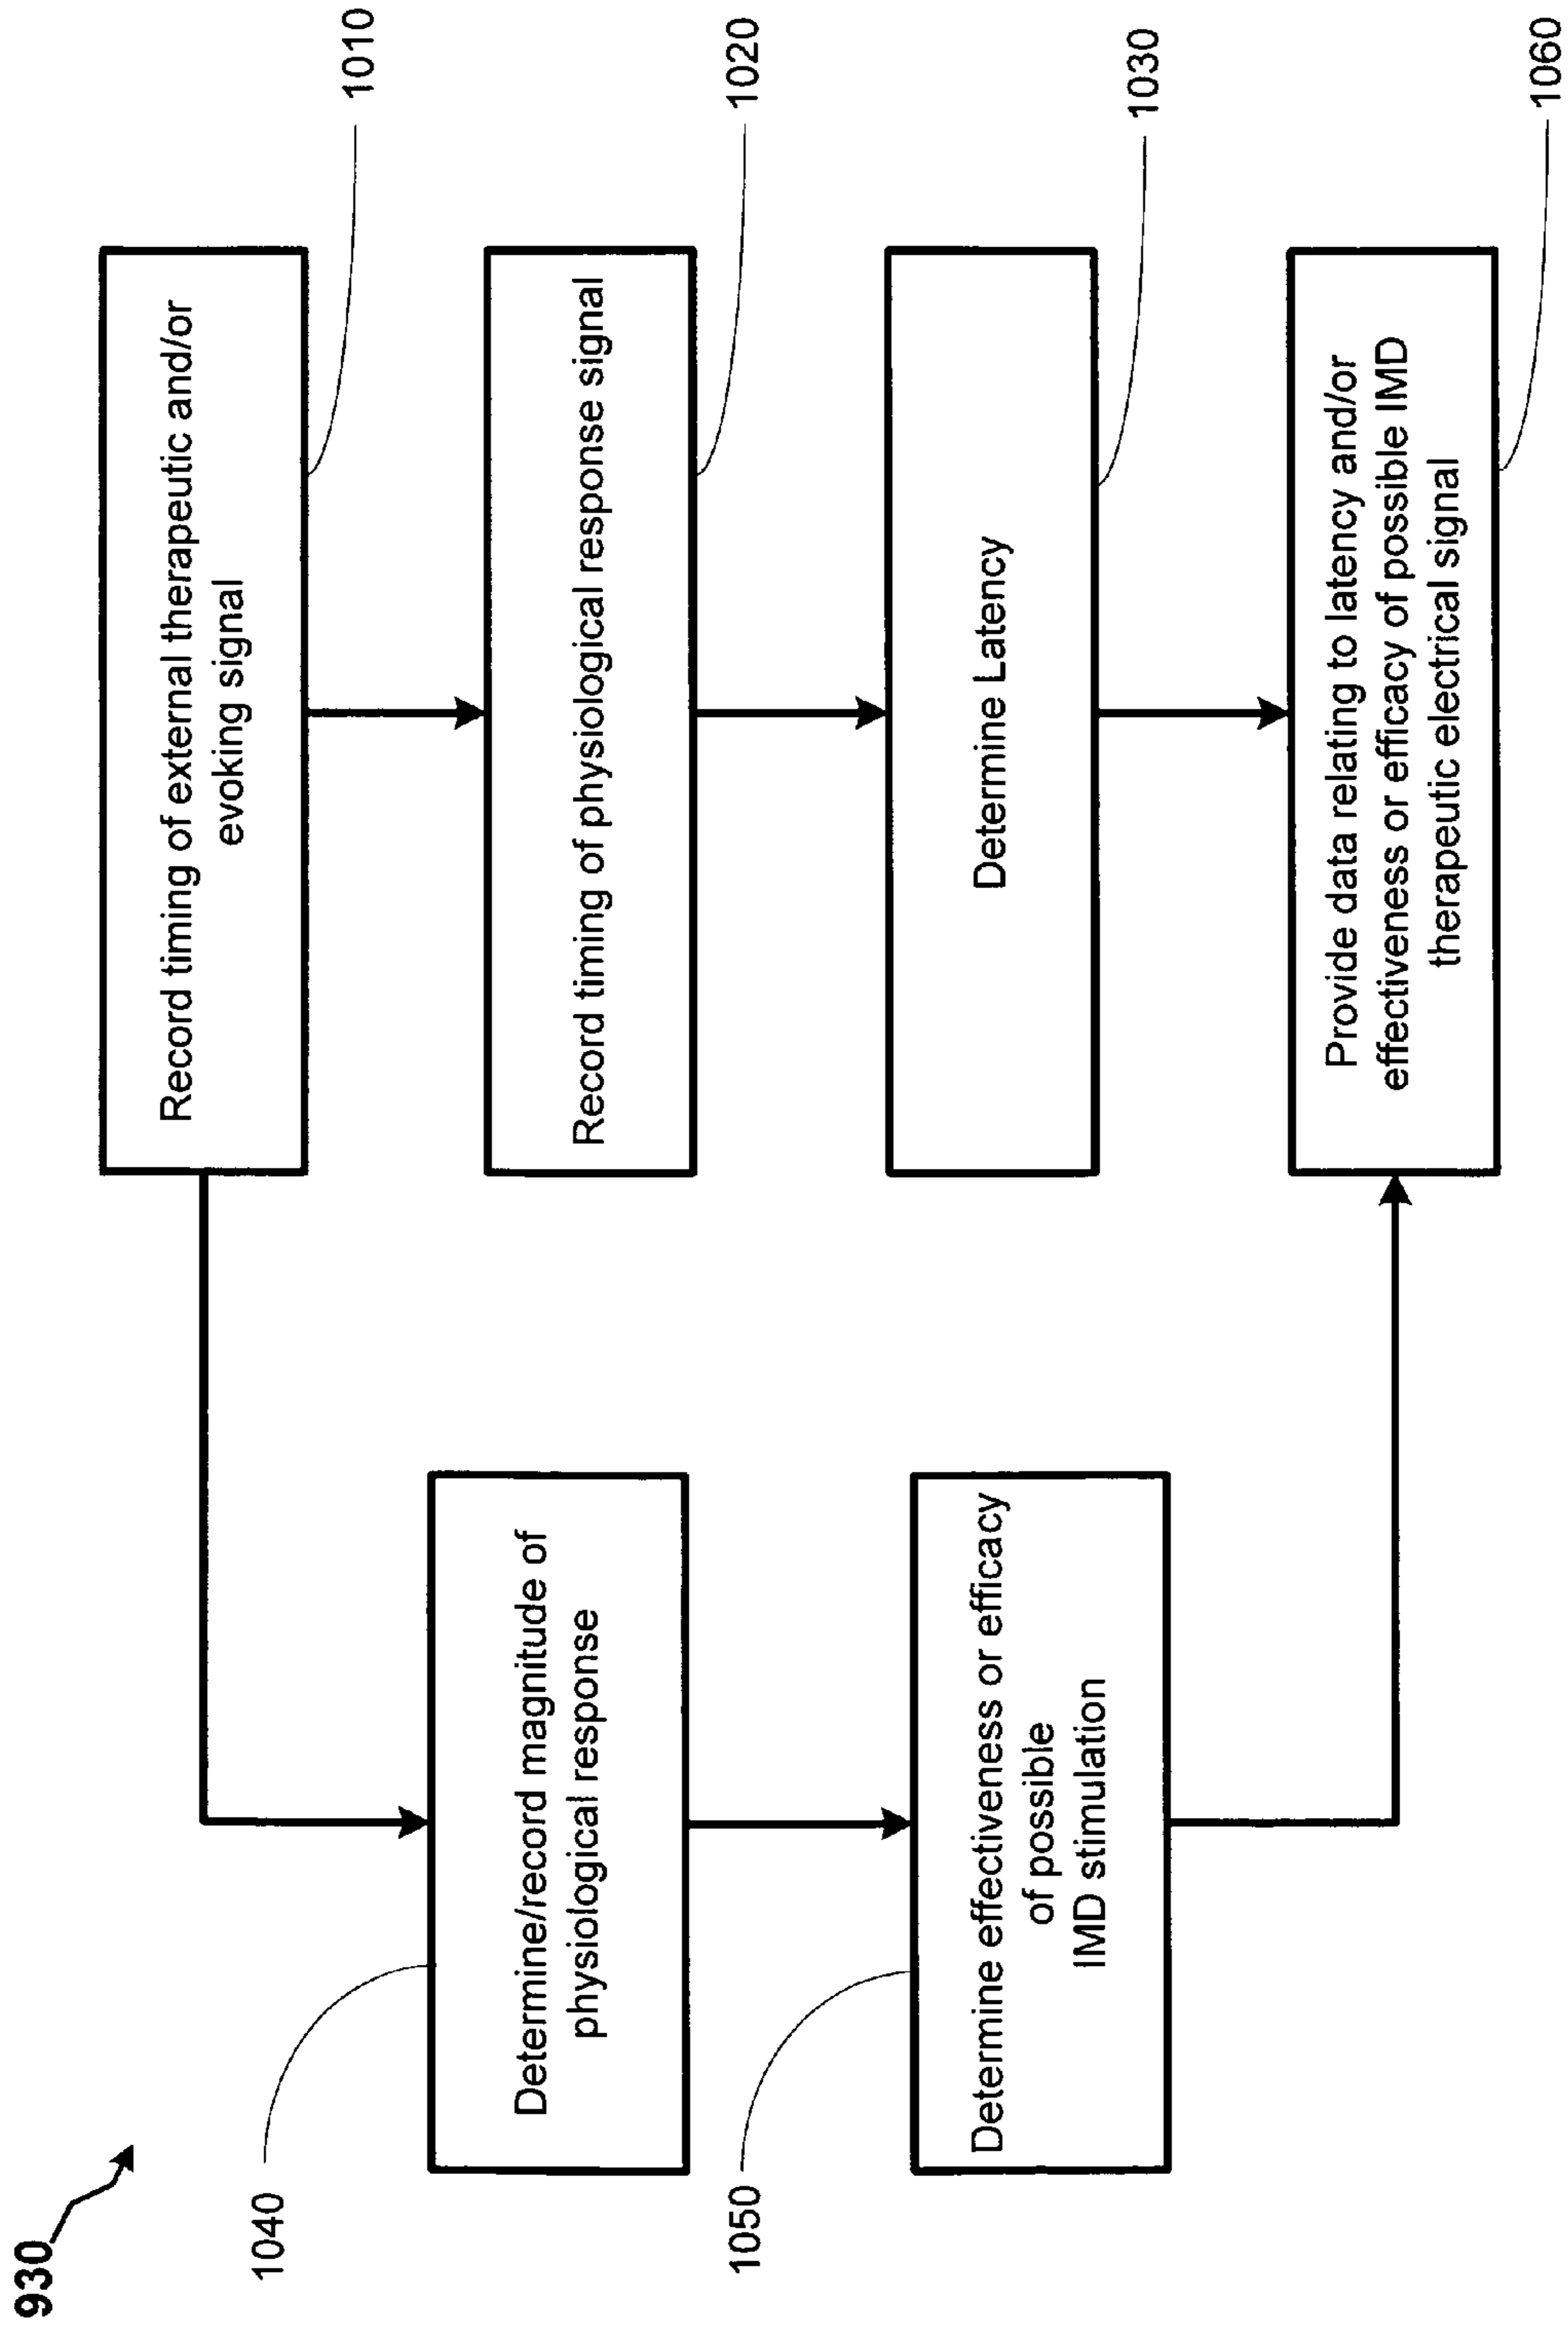 930
Record timing of external therapeutic and/or
evoking signal
1010
Record timing of physiological response signal
1020
Determine Latency
1030
1040
Determine/record magnitude of
physiological response
1050
Determine effectiveness or efficacy
of possible
IMD stimulation
Provide data relating to latency and/or
effectiveness or efficacy of possible IMD
therapeutic electrical signal
1060